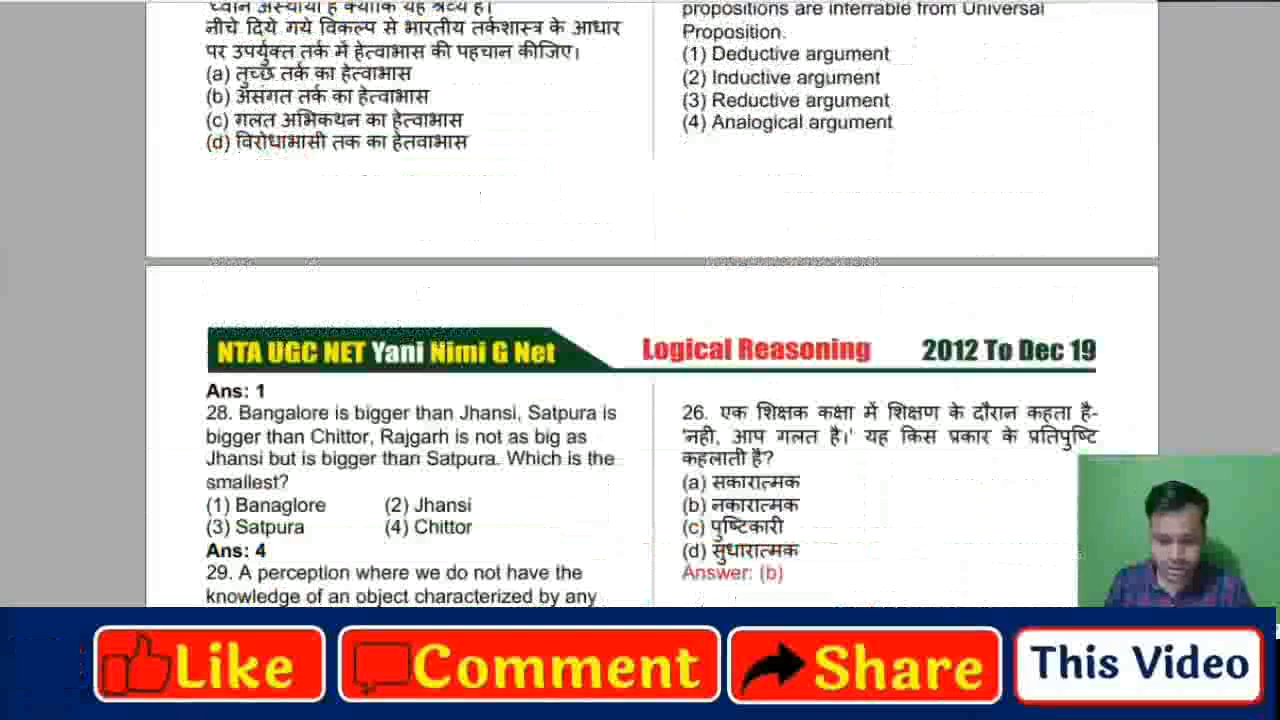 ध्वनि अस्थायी है क्योंकि यह श्रव्य है।
नीचे दिये गये विकल्प से भारतीय तर्कशास्त्र के आधार
पर उपर्युक्त तर्क में हेत्वाभास की पहचान कीजिए।
(a) तुच्छ तर्क का हेत्वाभास
(b) असंगत तर्क का हेत्वाभास
(c) गलत अभिकथन का हेत्वाभास
(d) विरोधाभासी तक का हेतवाभास
propositions are inferrable from Universal
Proposition.
(1) Deductive argument
(2) Inductive argument
(3) Reductive argument
(4) Analogical argument
NTA UGC NET Yani Nimi G Net
Logical Reasoning
2012 To Dec 19
Ans: 1
28. Bangalore is bigger than Jhansi, Satpura is
bigger than Chittor, Rajgarh is not as big as
Jhansi but is bigger than Satpura. Which is the
smallest?
(1) Banaglore (2) Jhansi
(3) Satpura (4) Chittor
Ans: 4
29. A perception where we do not have the
knowledge of an object characterized by any
26. एक शिक्षक कक्षा में शिक्षण के दौरान कहता है-
'नही, आप गलत है।' यह किस प्रकार के प्रतिपुष्टि
कहलाती है?
(a) सकारात्मक
(b) नकारात्मक
(c) पुष्टिकारी
(d) सुधारात्मक
Answer: (b)
Like
Comment
Share
This Video